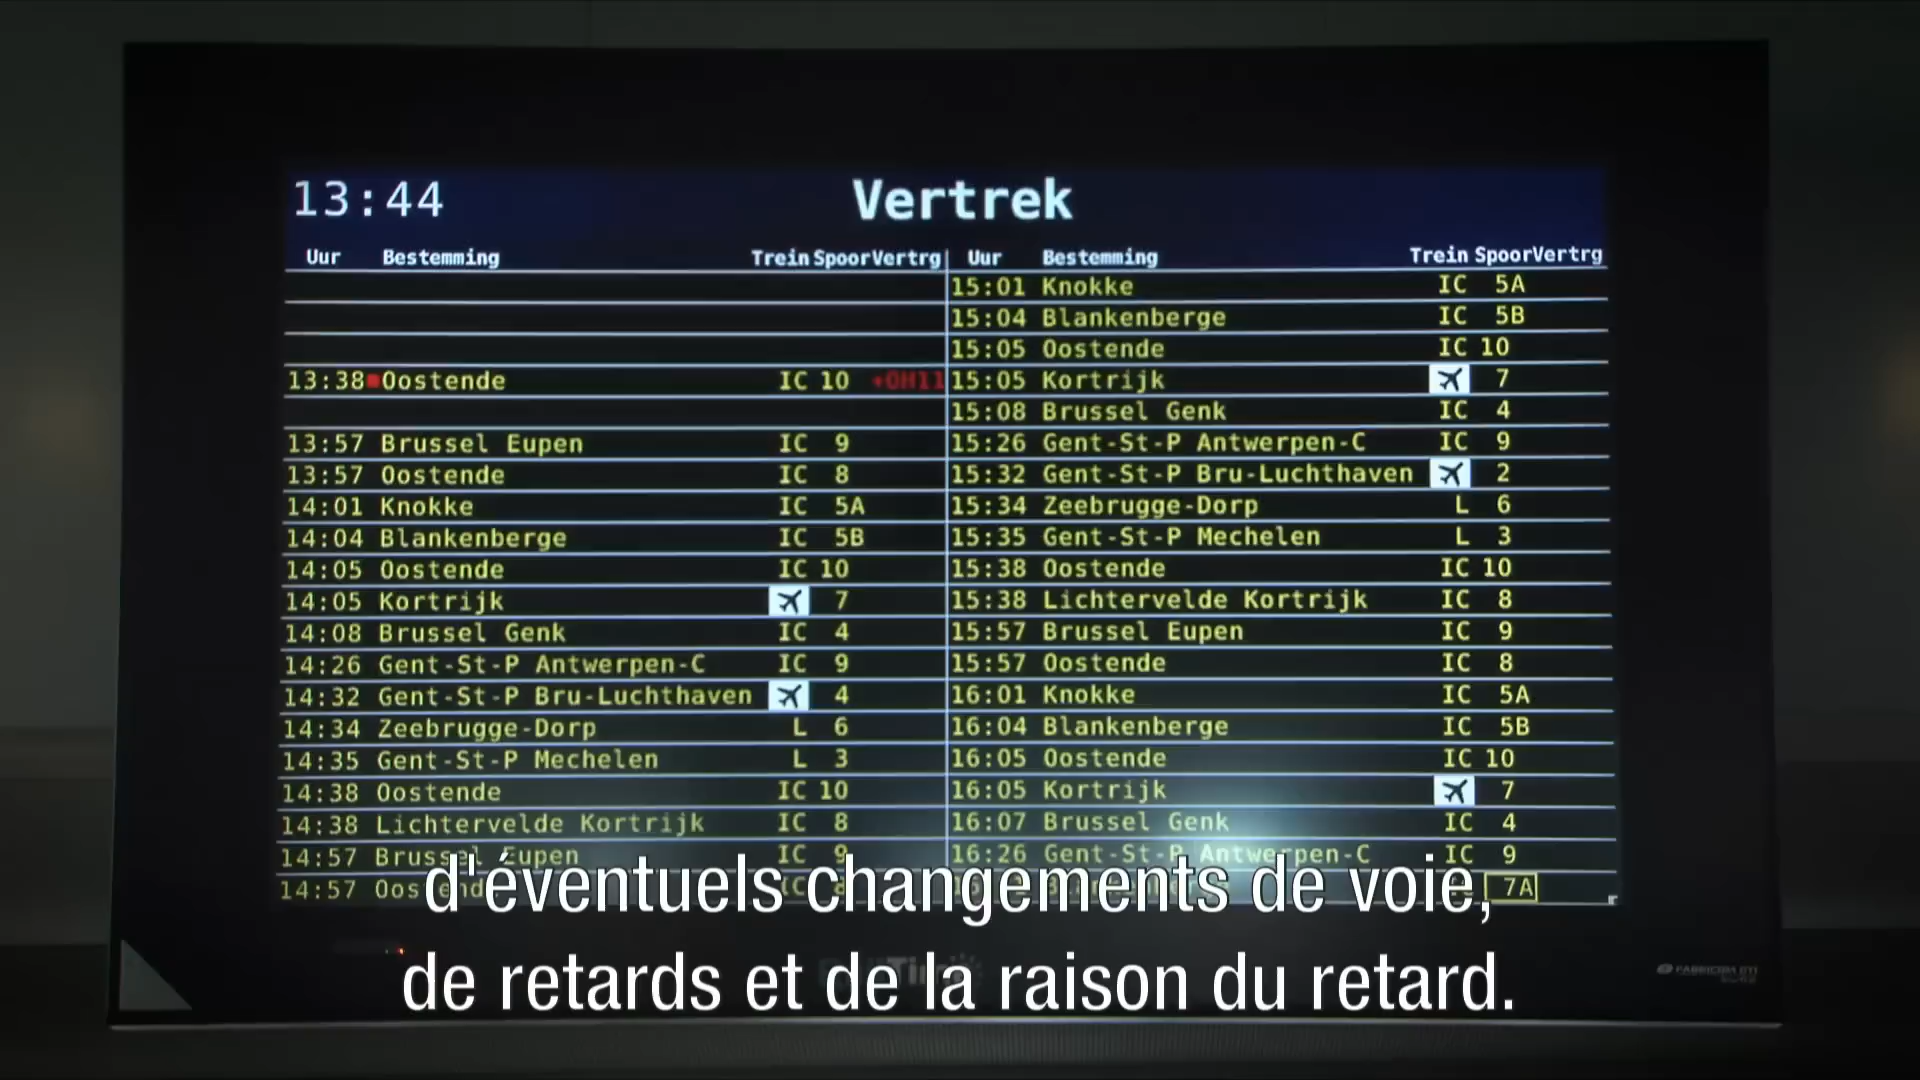 13:44 Vertrek
Uur Bestemming Trein Spoor Vertrg
13:38 Oostende IC 10 +0H11
13:57 Brussel Eupen IC 9
13:57 Oostende IC 8
14:01 Knokke IC 5A
14:04 Blankenberge IC 5B
14:05 Oostende IC 10
14:05 Kortrijk 7
14:08 Brussel Genk IC 4
14:26 Gent-St-P Antwerpen-C IC 9
14:32 Gent-St-P Bru-Luchthaven 4
14:34 Zeebrugge-Dorp L 6
14:35 Gent-St-P Mechelen L 3
14:38 Oostende IC 10
14:38 Lichtervelde Kortrijk IC 8
14:57 Brussel Eupen IC 9
14:57 Oostende IC 8
Uur Bestemming Trein Spoor Vertrg
15:01 Knokke IC 5A
15:04 Blankenberge IC 5B
15:05 Oostende IC 10
15:05 Kortrijk 7
15:08 Brussel Genk IC 4
15:26 Gent-St-P Antwerpen-C IC 9
15:32 Gent-St-P Bru-Luchthaven 2
15:34 Zeebrugge-Dorp L 6
15:35 Gent-St-P Mechelen L 3
15:38 Oostende IC 10
15:38 Lichtervelde Kortrijk IC 8
15:57 Brussel Eupen IC 9
15:57 Oostende IC 8
16:01 Knokke IC 5A
16:04 Blankenberge IC 5B
16:05 Oostende IC 10
16:05 Kortrijk 7
16:07 Brussel Genk IC 4
16:26 Gent-St-P Antwerpen-C IC 9
7A
d'éventuels changements de voie,
de retards et de la raison du retard.